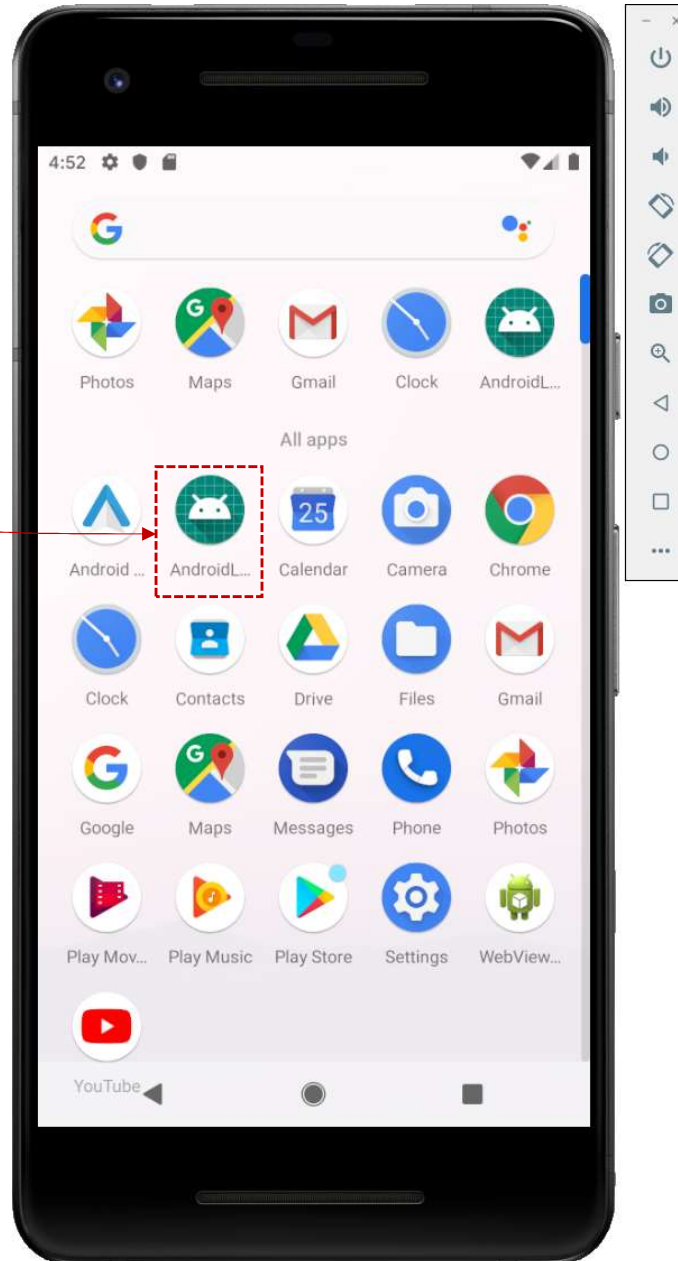 4:52
G
Photos Maps Gmail Clock AndroidL...
All apps
25
Android ... AndroidL... Calendar Camera Chrome
Clock Contacts Drive Files Gmail
G G
Google Maps Messages Phone Photos
Play Mov... Play Music Play Store Settings WebView...
YouTube